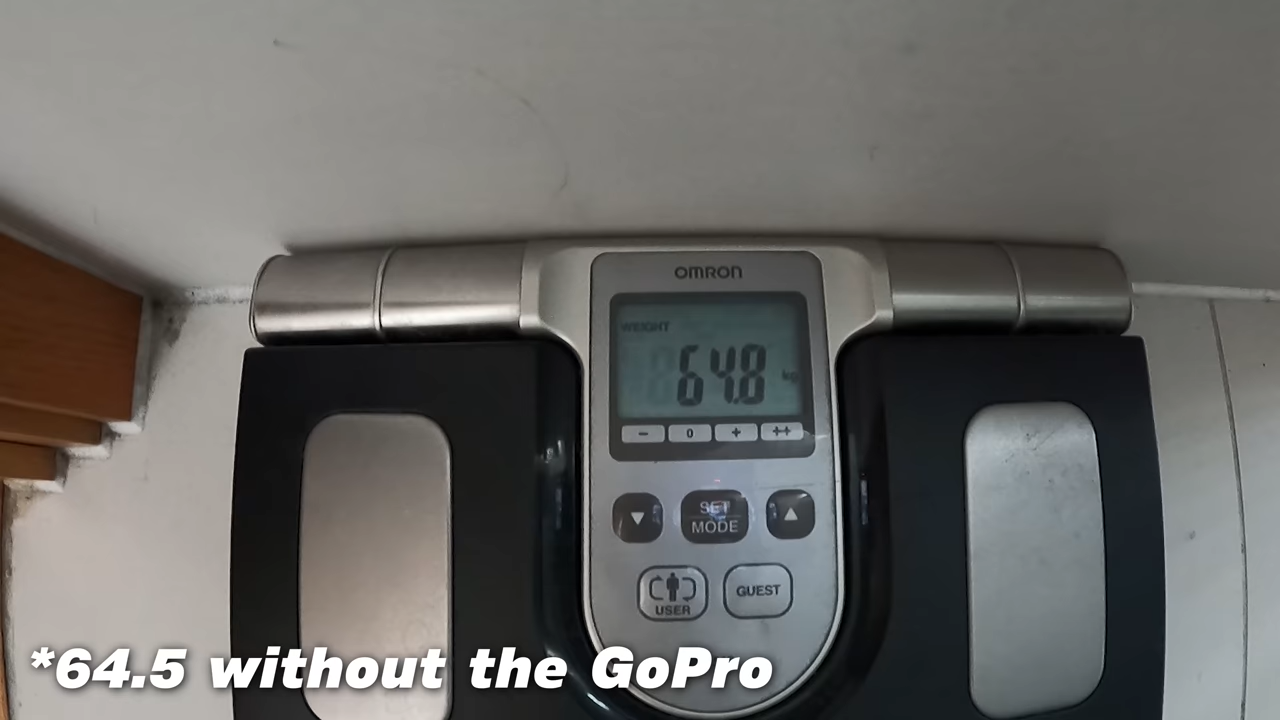 OMRON
WEIGHT
64.8 kg
- 0 + ++
▼ SET MODE ▲
USER
GUEST
*64.5 without the GoPro